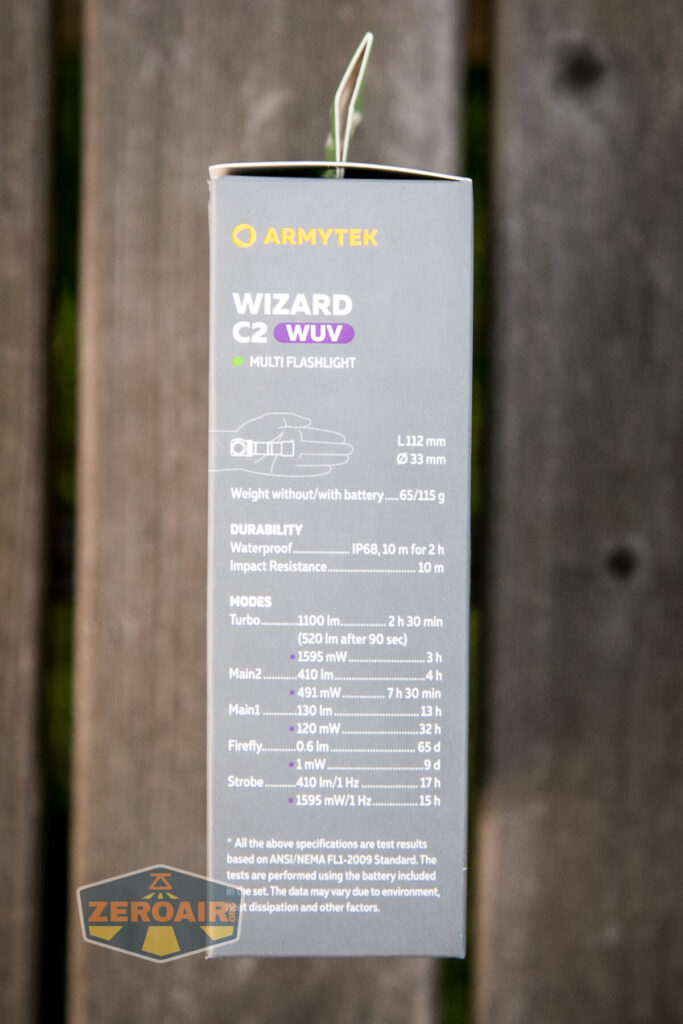 ARMYTEK
WIZARD
C2 WUV
MULTI FLASHLIGHT
L 112 mm
Ø 33 mm
Weight without/with battery.....65/115 g
DURABILITY
Waterproof................... IP68, 10 m for 2 h
Impact Resistance............................. 10 m
MODES
Turbo............1100 lm............... 2 h 30 min
(520 lm after 90 sec)
•1595 mW.........................3 h
Main2...........410 lm..............................4 h
•491 mW.............. 7 h 30 min
Main1 ...........130 lm.............................13 h
•120 mW..........................32 h
Firefly...........0.6 lm..............................65 d
•1 mW................................9 d
Strobe..........410 lm/1 Hz ...................17 h
•1595 mW/1 Hz...............15 h
* All the above specifications are test results
based on ANSI/NEMA FL1-2009 Standard. The
tests are performed using the battery included
in the set. The data may vary due to environment,
heat dissipation and other factors.
ZEROAIR.ORG